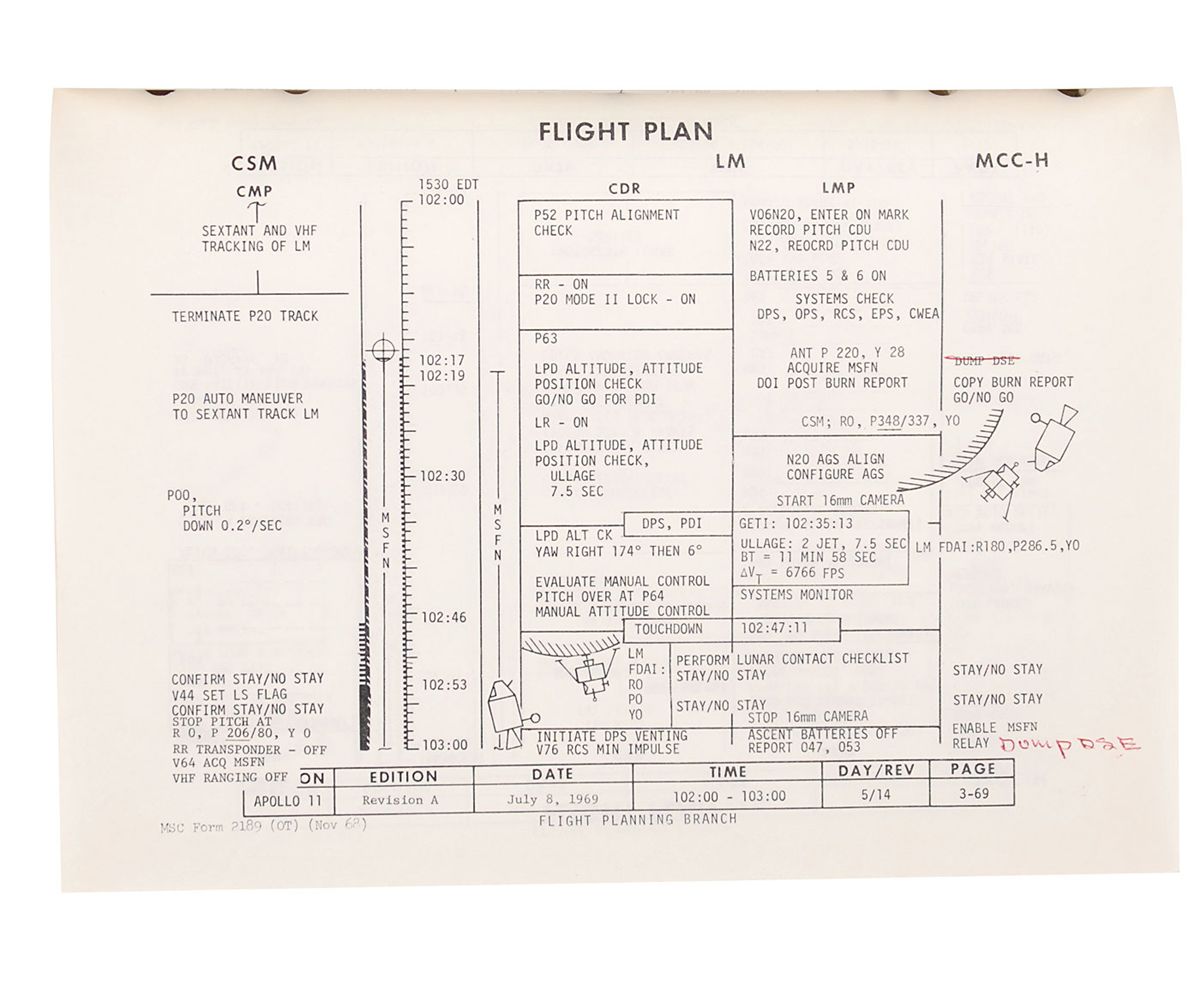 FLIGHT PLAN
CSM
LM
MCC-H
CMP
1530 EDT
CDR
LMP
SEXTANT AND VHF
TRACKING OF LM
TERMINATE P20 TRACK
P20 AUTO MANEUVER
TO SEXTANT TRACK LM
P00,
PITCH
DOWN 0.2°/SEC
CONFIRM STAY/NO STAY
V44 SET LS FLAG
CONFIRM STAY/NO STAY
STOP PITCH AT
R 0, P 206/80, Y 0
RR TRANSPONDER - OFF
V64 ACQ MSFN
VHF RANGING OFF
102:00
102:17
102:19
102:30
102:46
102:53
103:00
MSFN
MSFN
P52 PITCH ALIGNMENT
CHECK
RR - ON
P20 MODE II LOCK - ON
P63
LPD ALTITUDE, ATTITUDE
POSITION CHECK
GO/NO GO FOR PDI
LR - ON
LPD ALTITUDE, ATTITUDE
POSITION CHECK,
ULLAGE
7.5 SEC
DPS, PDI
LPD ALT CK
YAW RIGHT 174° THEN 6°
EVALUATE MANUAL CONTROL
PITCH OVER AT P64
MANUAL ATTITUDE CONTROL
TOUCHDOWN
102:47:11
LM
FDAI:
RO
PO
YO
INITIATE DPS VENTING
V76 RCS MIN IMPULSE
V06N20, ENTER ON MARK
RECORD PITCH CDU
N22, REOCRD PITCH CDU
BATTERIES 5 & 6 ON
SYSTEMS CHECK
DPS, OPS, RCS, EPS, CWEA
ANT P 220, Y 28
ACQUIRE MSFN
DOI POST BURN REPORT
CSM; RO, P348/337, YO
N20 AGS ALIGN
CONFIGURE AGS
START 16mm CAMERA
GETI: 102:35:13
ULLAGE: 2 JET, 7.5 SEC
BT = 11 MIN 58 SEC
ΔVT = 6766 FPS
SYSTEMS MONITOR
PERFORM LUNAR CONTACT CHECKLIST
STAY/NO STAY
STAY/NO STAY
STOP 16mm CAMERA
ASCENT BATTERIES OFF
REPORT 047, 053
DUMP DSE
COPY BURN REPORT
GO/NO GO
LM FDAI:R180,P286.5,YO
STAY/NO STAY
STAY/NO STAY
ENABLE MSFN
RELAY Dump DSE
ON
EDITION
DATE
TIME
DAY/REV
PAGE
APOLLO 11
Revision A
July 8, 1969
102:00 - 103:00
5/14
3-69
MSC Form 2189 (OT) (Nov 68)
FLIGHT PLANNING BRANCH